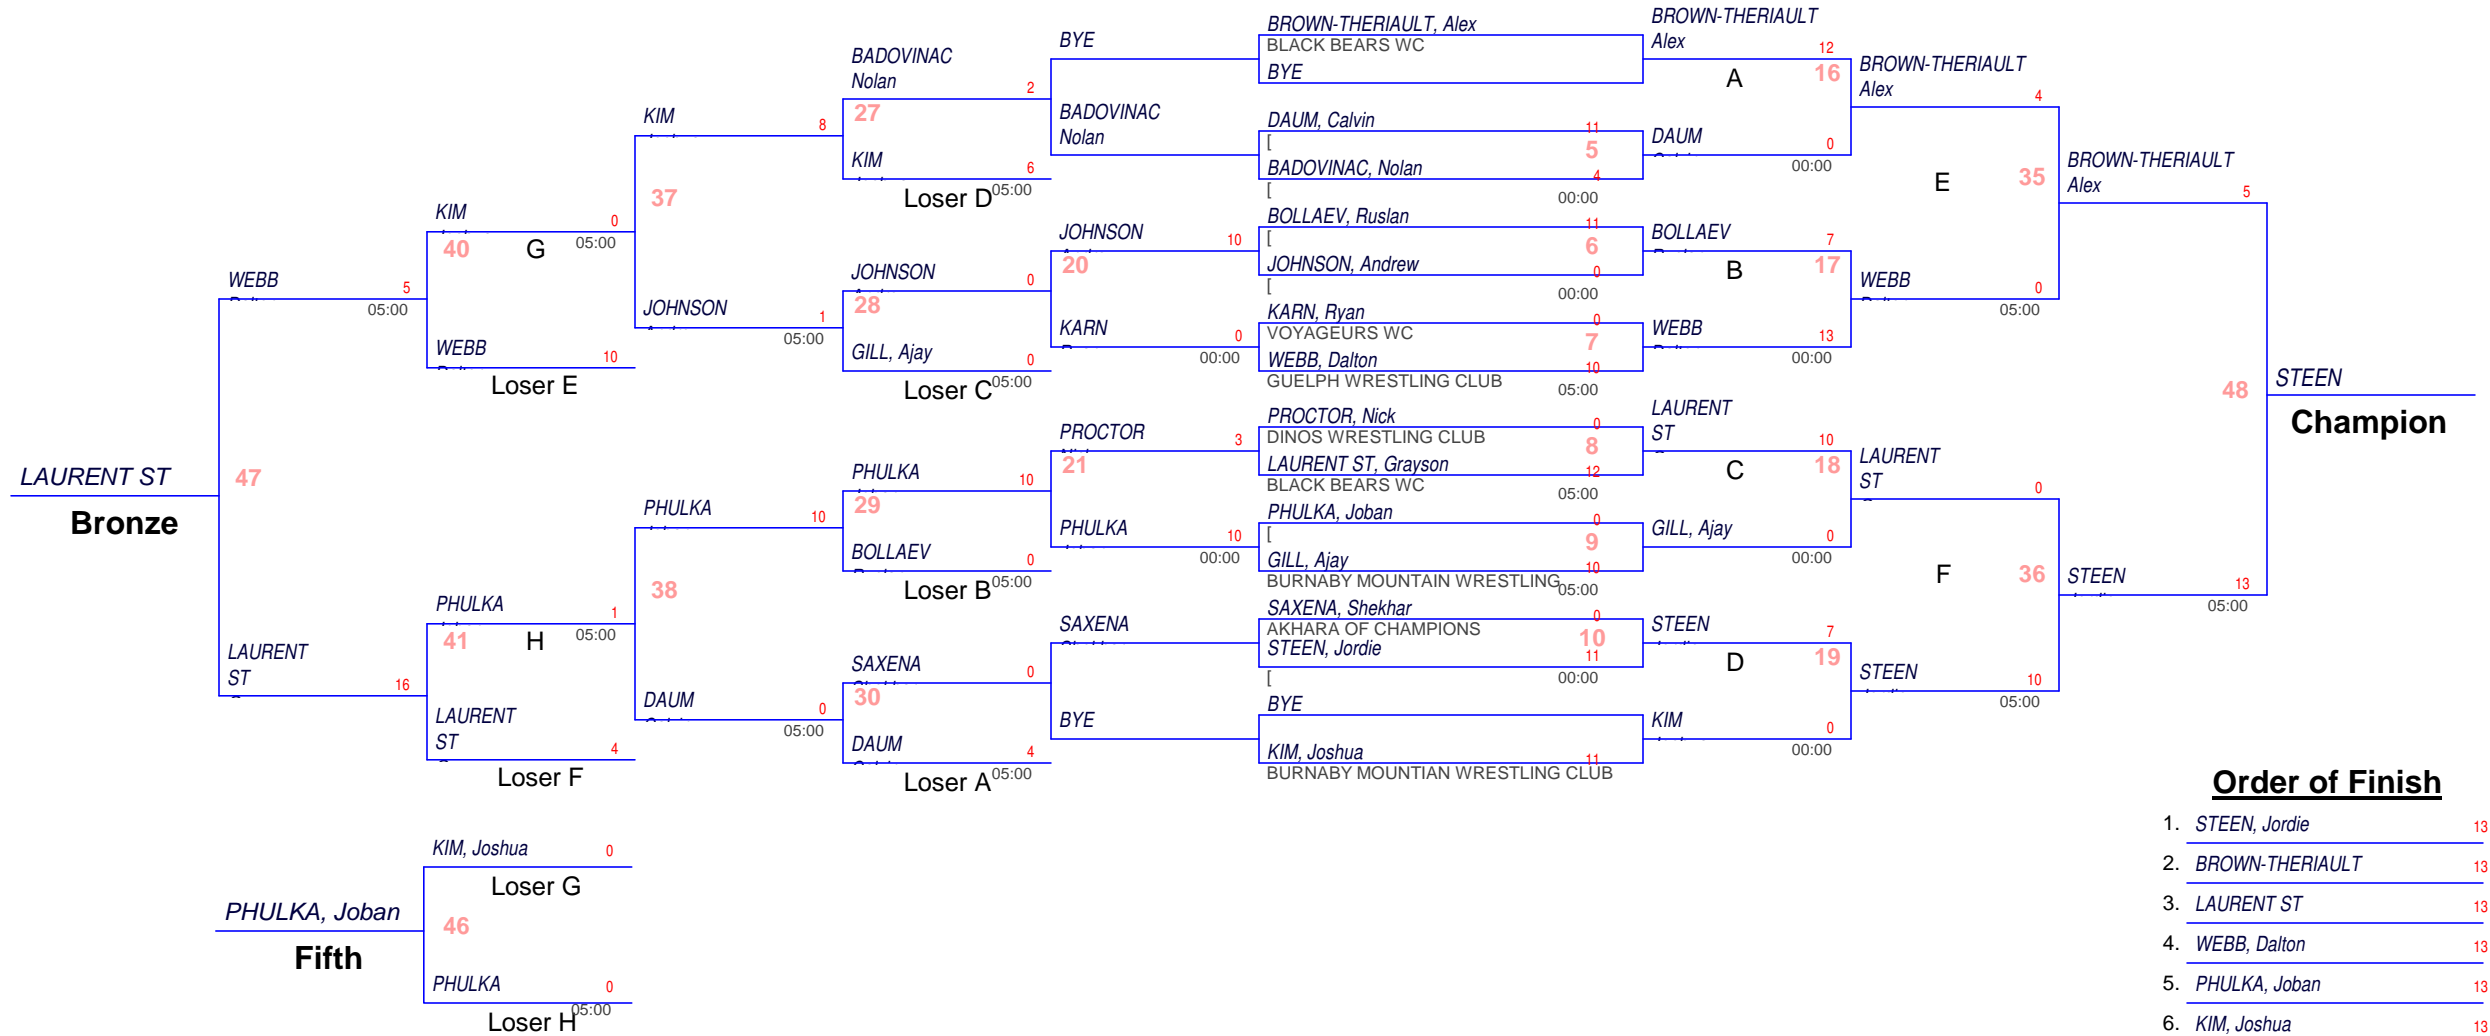 BROWN-THERIAULT, Alex
BLACK BEARS WC
BYE
DAUM, Calvin 11
[
5
BADOVINAC, Nolan 4
[
00:00
BOLLAEV, Ruslan 11
[
6
JOHNSON, Andrew 0
[
00:00
KARN, Ryan 0
VOYAGEURS WC
7
WEBB, Dalton 10
GUELPH WRESTLING CLUB
05:00
PROCTOR, Nick 0
DINOS WRESTLING CLUB
8
LAURENT ST, Grayson 12
BLACK BEARS WC
05:00
PHULKA, Joban 0
[
9
GILL, Ajay 10
BURNABY MOUNTAIN WRESTLING
05:00
SAXENA, Shekhar 0
AKHARA OF CHAMPIONS
10
STEEN, Jordie 11
[
00:00
BYE
KIM, Joshua 11
BURNABY MOUNTIAN WRESTLING CLUB
BROWN-THERIAULT
Alex 12
A 16
DAUM 0
00:00
BOLLAEV 7
B 17
WEBB 13
00:00
LAURENT
ST 10
C 18
GILL, Ajay 0
00:00
STEEN 7
D 19
KIM 0
00:00
BROWN-THERIAULT
Alex 4
E 35
WEBB 0
05:00
LAURENT
ST 0
F 36
STEEN 10
05:00
BROWN-THERIAULT
Alex 5
48
STEEN 13
05:00
STEEN
Champion
BYE
BADOVINAC
Nolan
JOHNSON 10
20
KARN 0
00:00
PROCTOR 3
21
PHULKA 10
00:00
SAXENA
BYE
BADOVINAC
Nolan 2
27
KIM 6
Loser D 05:00
JOHNSON 0
28
GILL, Ajay 0
Loser C 05:00
PHULKA 10
29
BOLLAEV 0
Loser B 05:00
SAXENA 0
30
DAUM 4
Loser A 05:00
KIM 8
37
JOHNSON 1
05:00
PHULKA 10
38
DAUM 0
05:00
KIM 0
40 G 05:00
WEBB 10
Loser E
PHULKA 1
41 H 05:00
LAURENT
ST 4
Loser F
WEBB 5
05:00
47
LAURENT
ST 16
LAURENT ST
Bronze
KIM, Joshua 0
Loser G
46
PHULKA 0
05:00
Loser H
PHULKA, Joban
Fifth
Order of Finish
1. STEEN, Jordie 13
2. BROWN-THERIAULT 13
3. LAURENT ST 13
4. WEBB, Dalton 13
5. PHULKA, Joban 13
6. KIM, Joshua 13